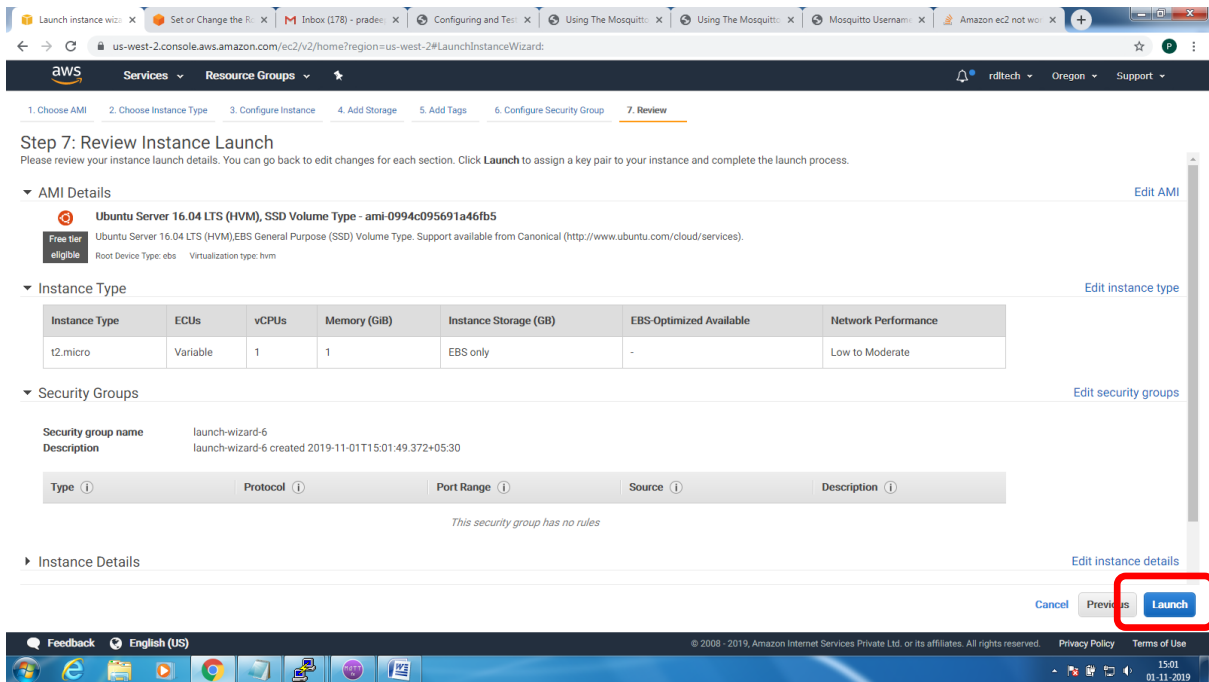 Launch instance wiza
Set or Change the Ro
Inbox (178) - pradeep
Configuring and Test
Using The Mosquitto
Using The Mosquitto
Mosquitto Username
Amazon ec2 not wor
us-west-2.console.aws.amazon.com/ec2/v2/home?region=us-west-2#LaunchInstanceWizard:
P
aws
Services
Resource Groups
rdltech
Oregon
Support
1. Choose AMI
2. Choose Instance Type
3. Configure Instance
4. Add Storage
5. Add Tags
6. Configure Security Group
7. Review
Step 7: Review Instance Launch
Please review your instance launch details. You can go back to edit changes for each section. Click Launch to assign a key pair to your instance and complete the launch process.
AMI Details
Edit AMI
Ubuntu Server 16.04 LTS (HVM), SSD Volume Type - ami-0994c095691a46fb5
Free tier
eligible
Ubuntu Server 16.04 LTS (HVM),EBS General Purpose (SSD) Volume Type. Support available from Canonical (http://www.ubuntu.com/cloud/services).
Root Device Type: ebs Virtualization type: hvm
Instance Type
Edit instance type
Instance Type ECUs vCPUs Memory (GiB) Instance Storage (GB) EBS-Optimized Available Network Performance
t2.micro Variable 1 1 EBS only - Low to Moderate
Security Groups
Edit security groups
Security group name launch-wizard-6
Description launch-wizard-6 created 2019-11-01T15:01:49.372+05:30
Type Protocol Port Range Source Description
This security group has no rules
Instance Details
Edit instance details
Cancel Previous Launch
Feedback English (US)
© 2008 - 2019, Amazon Internet Services Private Ltd. or its affiliates. All rights reserved. Privacy Policy Terms of Use
15:01
01-11-2019